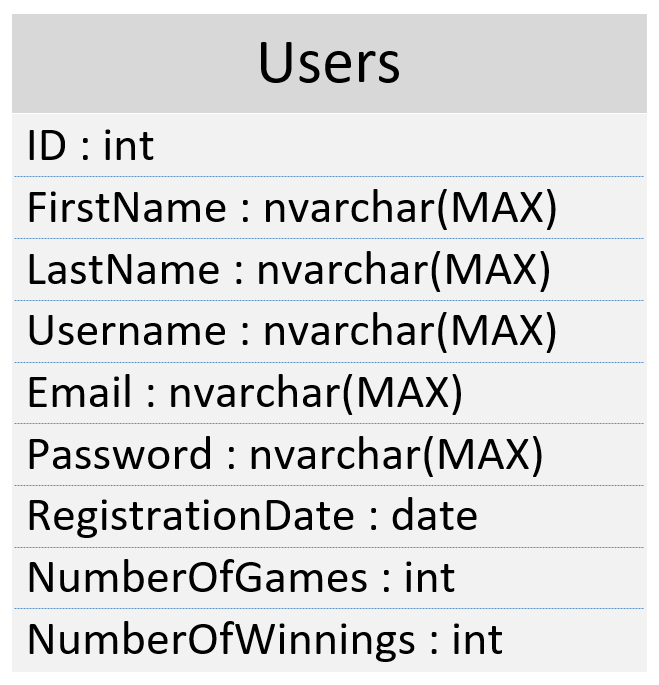 Users
ID : int
FirstName : nvarchar(MAX)
LastName : nvarchar(MAX)
Username : nvarchar(MAX)
Email : nvarchar(MAX)
Password : nvarchar(MAX)
RegistrationDate : date
NumberOfGames : int
NumberOfWinnings : int